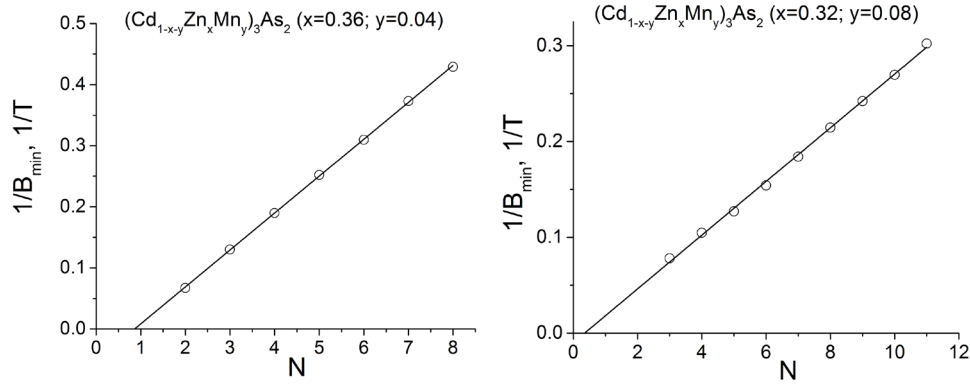 (Cd1-x-yZnxMny)3As2 (x=0.36; y=0.04)
0.5
0.4
0.3
0.2
0.1
0.0
1/Bmin, 1/T
0 1 2 3 4 5 6 7 8
N
(Cd1-x-yZnxMny)3As2 (x=0.32; y=0.08)
0.3
0.2
0.1
0.0
1/Bmin, 1/T
0 2 4 6 8 10 12
N